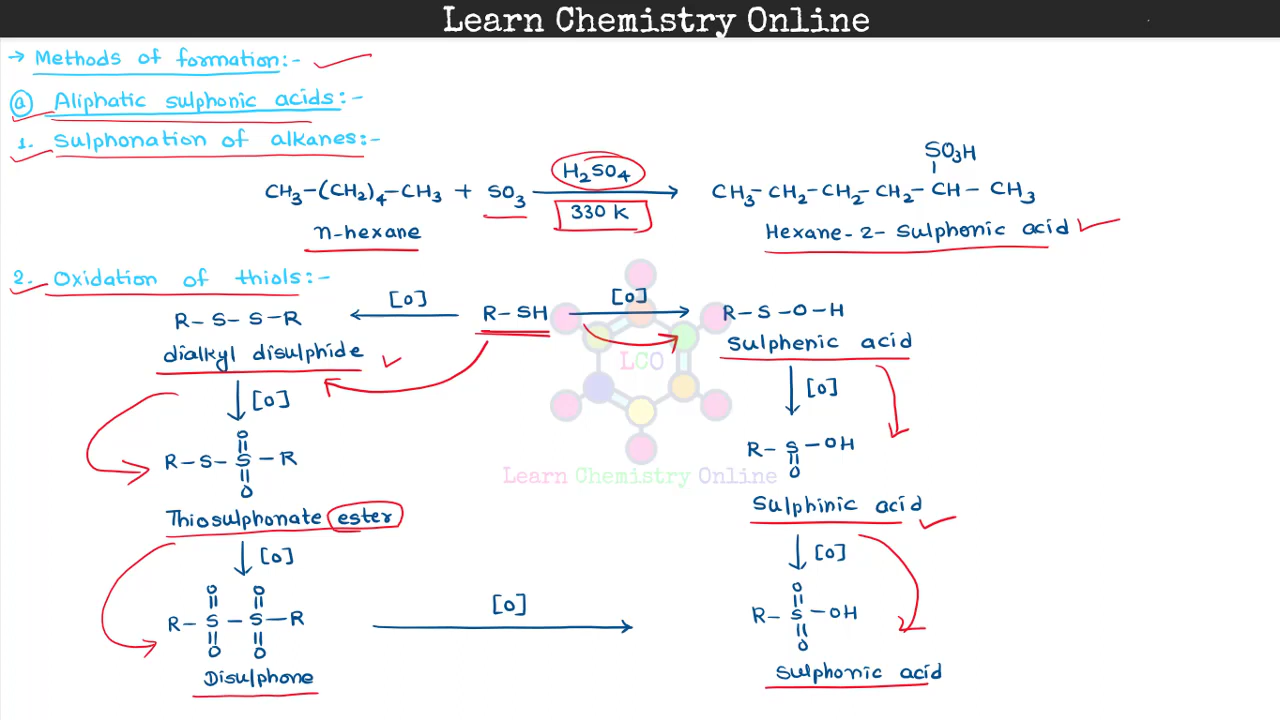 Learn Chemistry Online
→ Methods of formation:-
ⓐ Aliphatic sulphonic acids:-
1. Sulphonation of alkanes:-
CH3-(CH2)4-CH3 + SO3
H2SO4
330 K
SO3H
CH3-CH2-CH2-CH2-CH-CH3
n-hexane
Hexane-2-Sulphonic acid
2. Oxidation of thiols:-
R-S-S-R
[O]
R-SH
[O]
R-S-O-H
dialkyl disulphide
Sulphenic acid
LCO
[O]
[O]
O
R-S-S-R
O
R-S-OH
O
Learn Chemistry Online
Thiosulphonate ester
Sulphinic acid
[O]
[O]
O O
R-S-S-R
O O
[O]
O
R-S-OH
O
Disulphone
Sulphonic acid